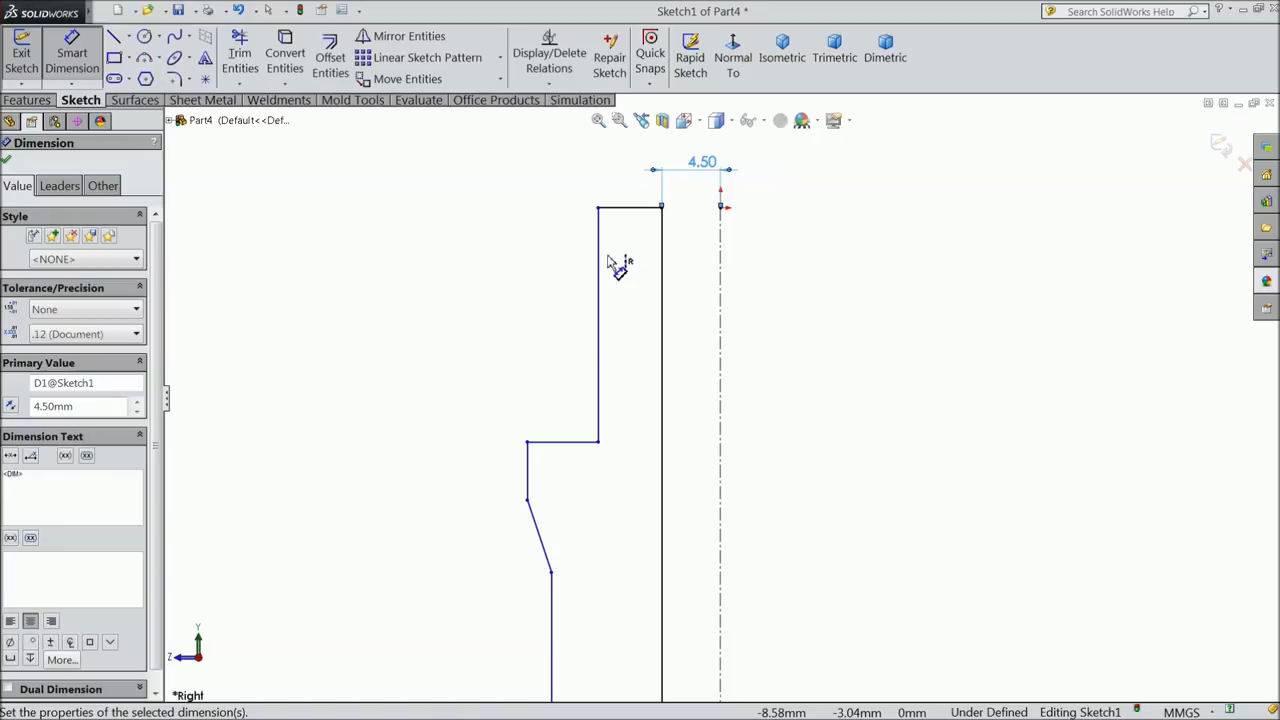 SOLIDWORKS
Sketch1 of Part4 *
Search SolidWorks Help
Exit Sketch
Smart Dimension
Trim Entities
Convert Entities
Offset Entities
Mirror Entities
Linear Sketch Pattern
Move Entities
Display/Delete Relations
Repair Sketch
Quick Snaps
Rapid Sketch
Normal To
Isometric
Trimetric
Dimetric
Features
Sketch
Surfaces
Sheet Metal
Weldments
Mold Tools
Evaluate
Office Products
Simulation
Part4 (Default<<Def...
Dimension
?
Value
Leaders
Other
Style
<NONE>
Tolerance/Precision
None
.12 (Document)
Primary Value
D1@Sketch1
4.50mm
Dimension Text
<DIM>
More...
Dual Dimension
4.50
R
Y
Z
*Right
Set the properties of the selected dimension(s).
-8.58mm
-3.04mm
0mm
Under Defined
Editing Sketch1
MMGS